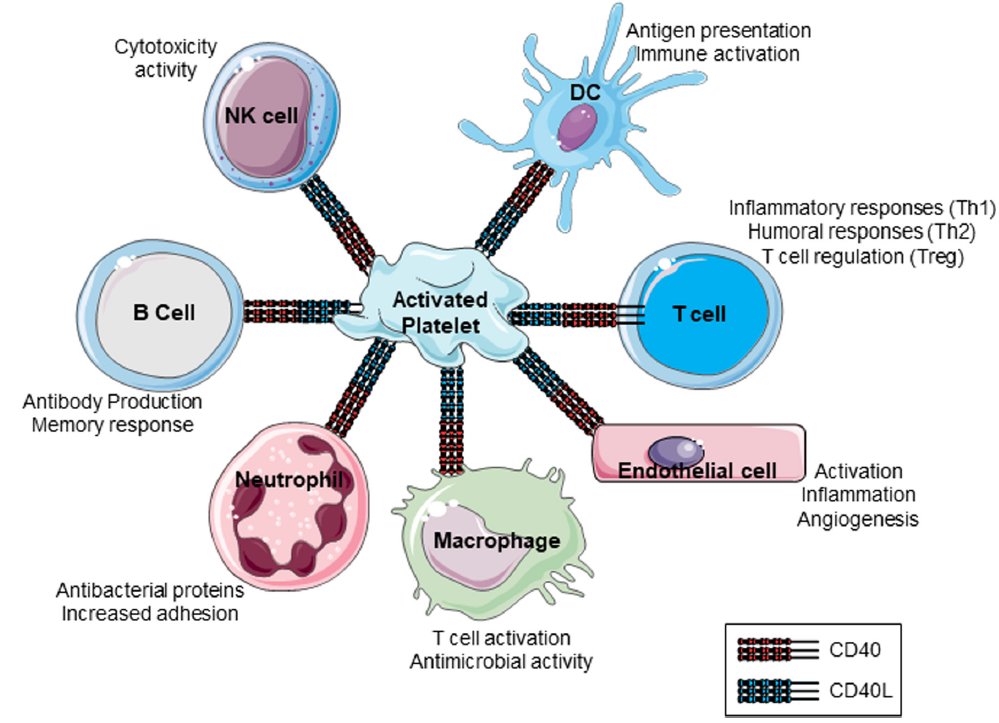 Cytotoxicity
activity
NK cell
Antigen presentation
Immune activation
DC
Inflammatory responses (Th1)
Humoral responses (Th2)
T cell regulation (Treg)
B Cell
Activated
Platelet
T cell
Antibody Production
Memory response
Neutrophil
Endothelial cell
Activation
Inflammation
Angiogenesis
Macrophage
Antibacterial proteins
Increased adhesion
T cell activation
Antimicrobial activity
CD40
CD40L